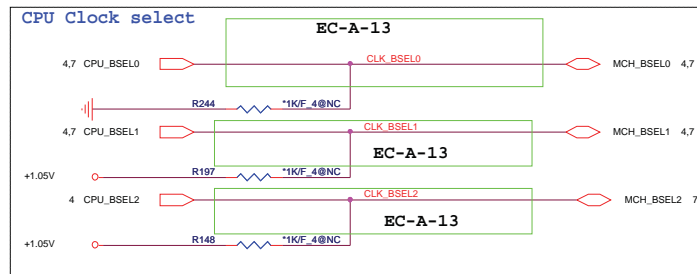 CPU Clock select
EC-A-13
4,7 CPU_BSEL0 CLK_BSEL0 MCH_BSEL0 4,7
R244 *1K/F_4@NC
4,7 CPU_BSEL1 CLK_BSEL1 MCH_BSEL1 4,7
EC-A-13
+1.05V R197 *1K/F_4@NC
4 CPU_BSEL2 CLK_BSEL2 MCH_BSEL2 7
EC-A-13
+1.05V R148 *1K/F_4@NC